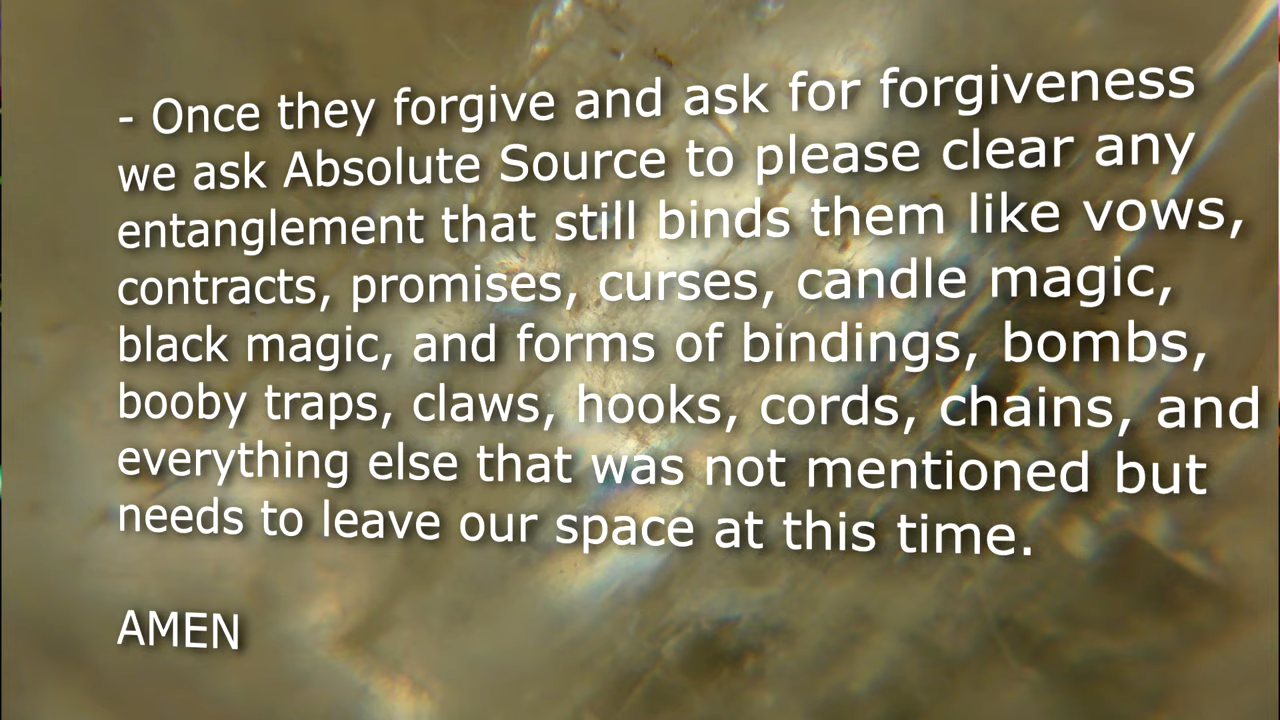 - Once they forgive and ask for forgiveness
we ask Absolute Source to please clear any
entanglement that still binds them like vows,
contracts, promises, curses, candle magic,
black magic, and forms of bindings, bombs,
booby traps, claws, hooks, cords, chains, and
everything else that was not mentioned but
needs to leave our space at this time.
AMEN